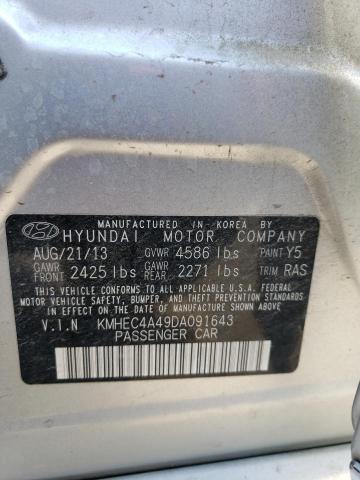 MANUFACTURED IN KOREA BY
HYUNDAI MOTOR COMPANY
AUG/21/13 GVWR 4586 lbs PAINT Y5
GAWR FRONT 2425 lbs GAWR REAR 2271 lbs TRIM RAS
THIS VEHICLE CONFORMS TO ALL APPLICABLE U.S.A. FEDERAL
MOTOR VEHICLE SAFETY, BUMPER, AND THEFT PREVENTION
STANDARDS IN EFFECT ON THE DATE OF MANUFACTURE SHOWN ABOVE.
V.I.N KMHEC4A49DA091643
PASSENGER CAR